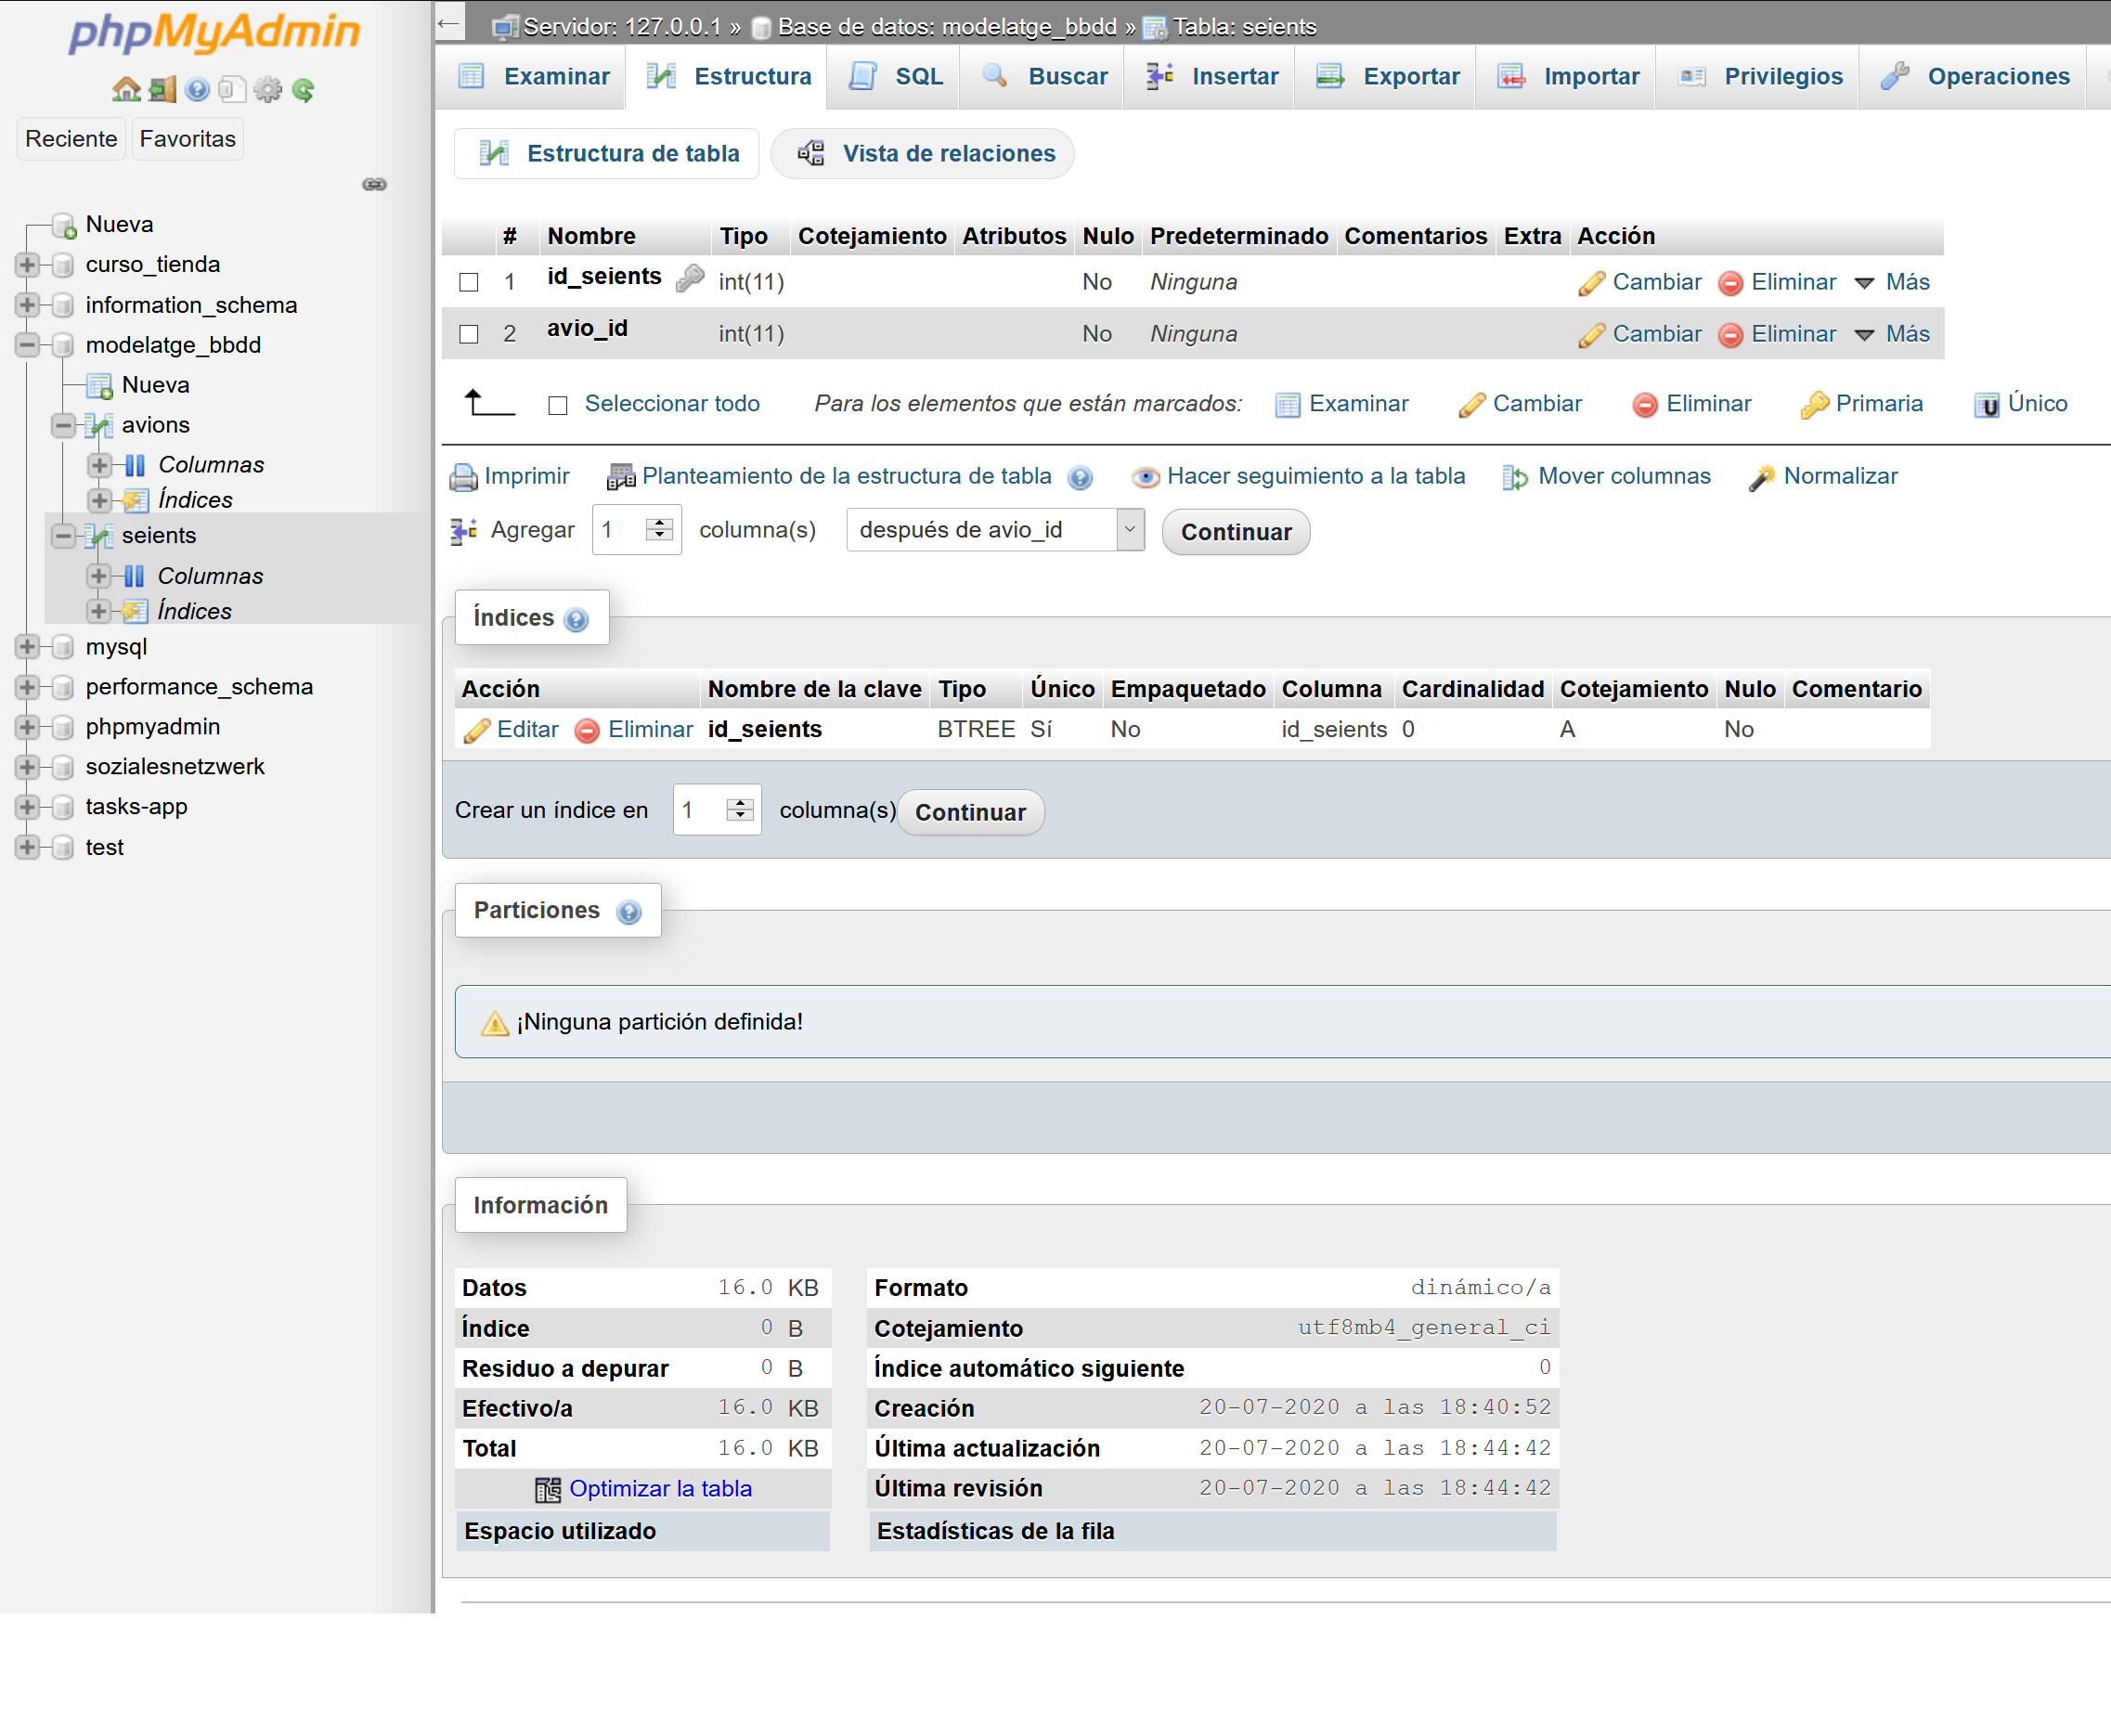 phpMyAdmin
Reciente Favoritas
Nueva
curso_tienda
information_schema
modelatge_bbdd
Nueva
avions
Columnas
Índices
seients
Columnas
Índices
mysql
performance_schema
phpmyadmin
sozialesnetzwerk
tasks-app
test
← Servidor: 127.0.0.1 » Base de datos: modelatge_bbdd » Tabla: seients
Examinar Estructura SQL Buscar Insertar Exportar Importar Privilegios Operaciones
Estructura de tabla Vista de relaciones
# Nombre Tipo Cotejamiento Atributos Nulo Predeterminado Comentarios Extra Acción
1 id_seients int(11) No Ninguna Cambiar Eliminar Más
2 avio_id int(11) No Ninguna Cambiar Eliminar Más
Seleccionar todo Para los elementos que están marcados: Examinar Cambiar Eliminar Primaria Único
Imprimir Planteamiento de la estructura de tabla Hacer seguimiento a la tabla Mover columnas Normalizar
Agregar 1 columna(s) después de avio_id Continuar
Índices
Acción Nombre de la clave Tipo Único Empaquetado Columna Cardinalidad Cotejamiento Nulo Comentario
Editar Eliminar id_seients BTREE Sí No id_seients 0 A No
Crear un índice en 1 columna(s) Continuar
Particiones
¡Ninguna partición definida!
Información
Datos 16.0 KB
Índice 0 B
Residuo a depurar 0 B
Efectivo/a 16.0 KB
Total 16.0 KB
Optimizar la tabla
Espacio utilizado
Formato dinámico/a
Cotejamiento utf8mb4_general_ci
Índice automático siguiente 0
Creación 20-07-2020 a las 18:40:52
Última actualización 20-07-2020 a las 18:44:42
Última revisión 20-07-2020 a las 18:44:42
Estadísticas de la fila